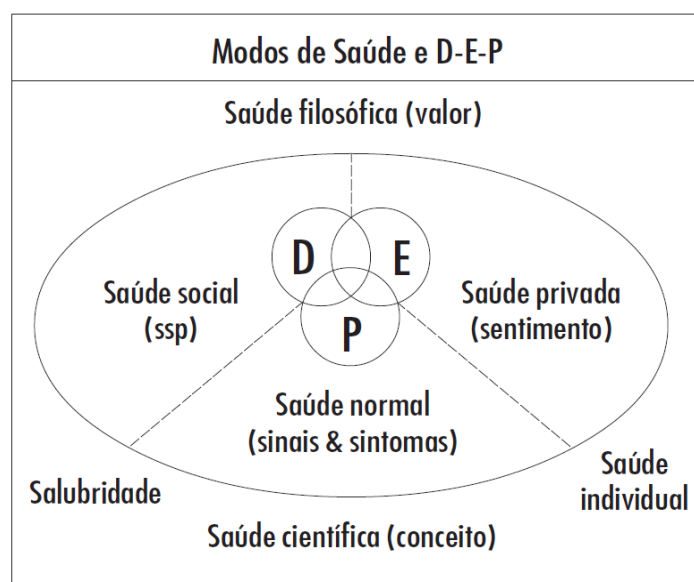 Modos de Saúde e D-E-P
Saúde filosófica (valor)
D
E
Saúde social
(ssp)
Saúde privada
(sentimento)
P
Saúde normal
(sinais & sintomas)
Salubridade
Saúde
individual
Saúde científica (conceito)